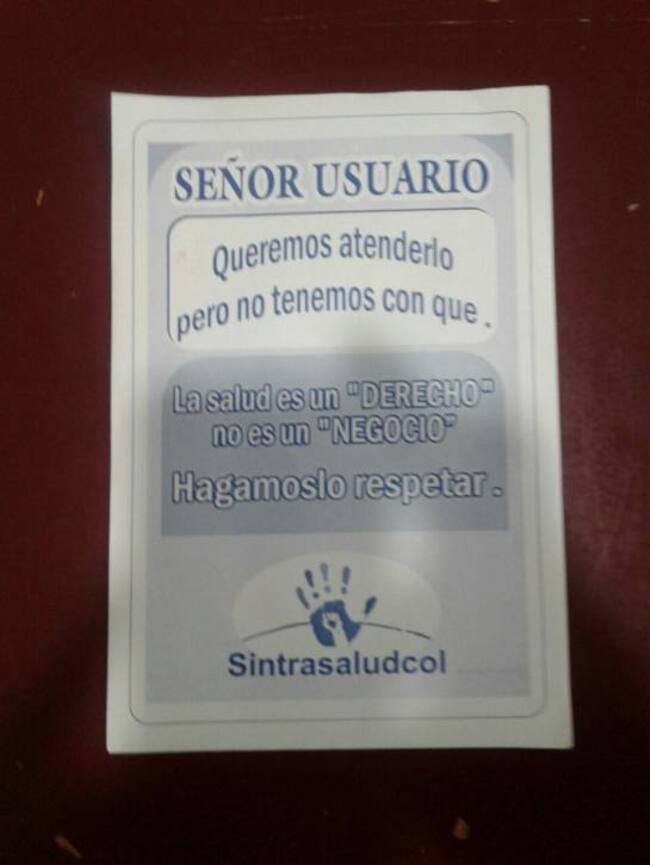 SEÑOR USUARIO
Queremos atenderlo
pero no tenemos con que .
La salud es un "DERECHO"
no es un "NEGOCIO"
Hagamoslo respetar .
Sintrasaludcol